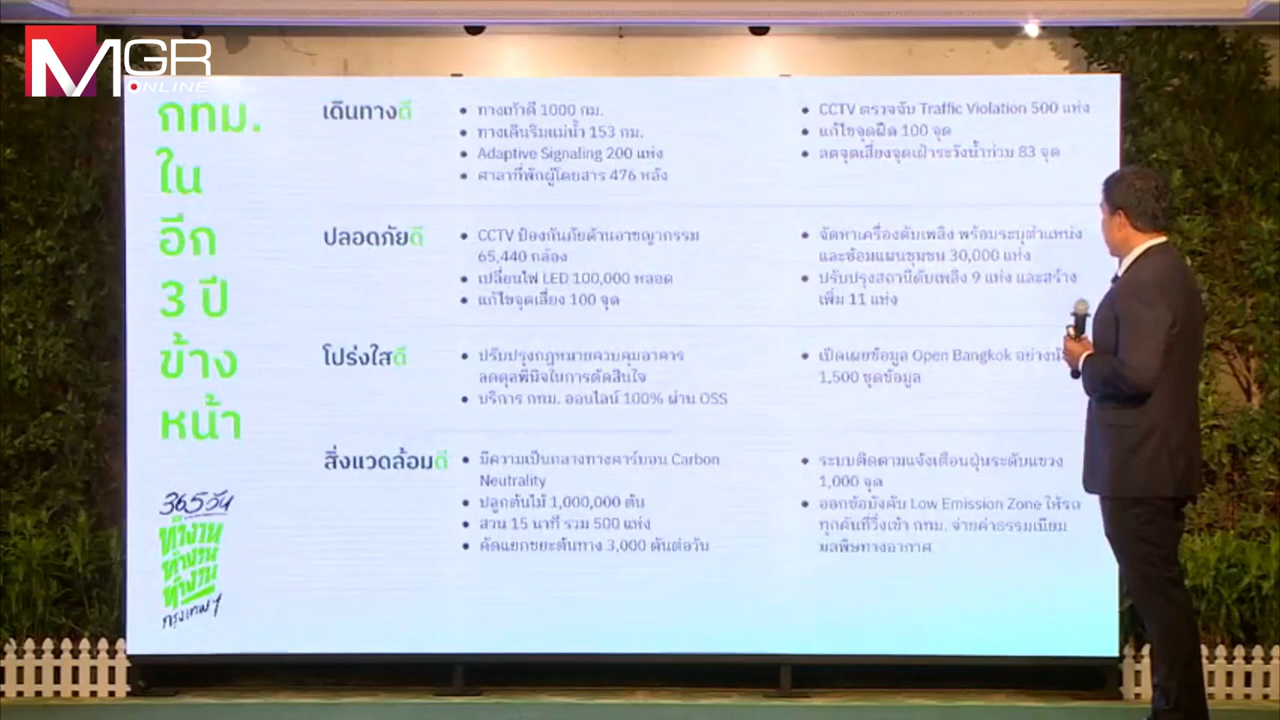 MGR
ONLINE
กทม.
ใน
อีก
3 ปี
ข้าง
หน้า
365 วัน
ทำงาน
ทำงาน
ทำงาน
กรุงเทพฯ
เดินทางดี
• ทางเท้าดี 1000 กม.
• ทางเดินริมแม่น้ำ 153 กม.
• Adaptive Signaling 200 แห่ง
• ศาลาที่พักผู้โดยสาร 476 หลัง
• CCTV ตรวจจับ Traffic Violation 500 แห่ง
• แก้ไขจุดฝืด 100 จุด
• ลดจุดเสี่ยงจุดเฝ้าระวังน้ำท่วม 83 จุด
ปลอดภัยดี
• CCTV ป้องกันภัยด้านอาชญากรรม
65,440 กล้อง
• เปลี่ยนไฟ LED 100,000 หลอด
• แก้ไขจุดเสี่ยง 100 จุด
• จัดหาเครื่องดับเพลิง พร้อมระบุตำแหน่ง
และซ้อมแผนชุมชน 30,000 แห่ง
• ปรับปรุงสถานีดับเพลิง 9 แห่ง และสร้าง
เพิ่ม 11 แห่ง
โปร่งใสดี
• ปรับปรุงกฎหมายควบคุมอาคาร
ลดดุลพินิจในการตัดสินใจ
• บริการ กทม. ออนไลน์ 100% ผ่าน OSS
• เปิดเผยข้อมูล Open Bangkok
1,500 ชุดข้อมูล
สิ่งแวดล้อมดี
• มีความเป็นกลางทางคาร์บอน Carbon
Neutrality
• ปลูกต้นไม้ 1,000,000 ต้น
• สวน 15 นาที รวม 500 แห่ง
• คัดแยกขยะต้นทาง 3,000 ตันต่อวัน
• ระบบติดตามแจ้งเตือนฝุ่นระดับแขวง
1,000 จุด
• ออกข้อบังคับ Low Emission Zone ให้รถ
ทุกคันที่วิ่งเข้า กทม. จ่ายค่าธรรมเนียม
มลพิษทางอากาศ